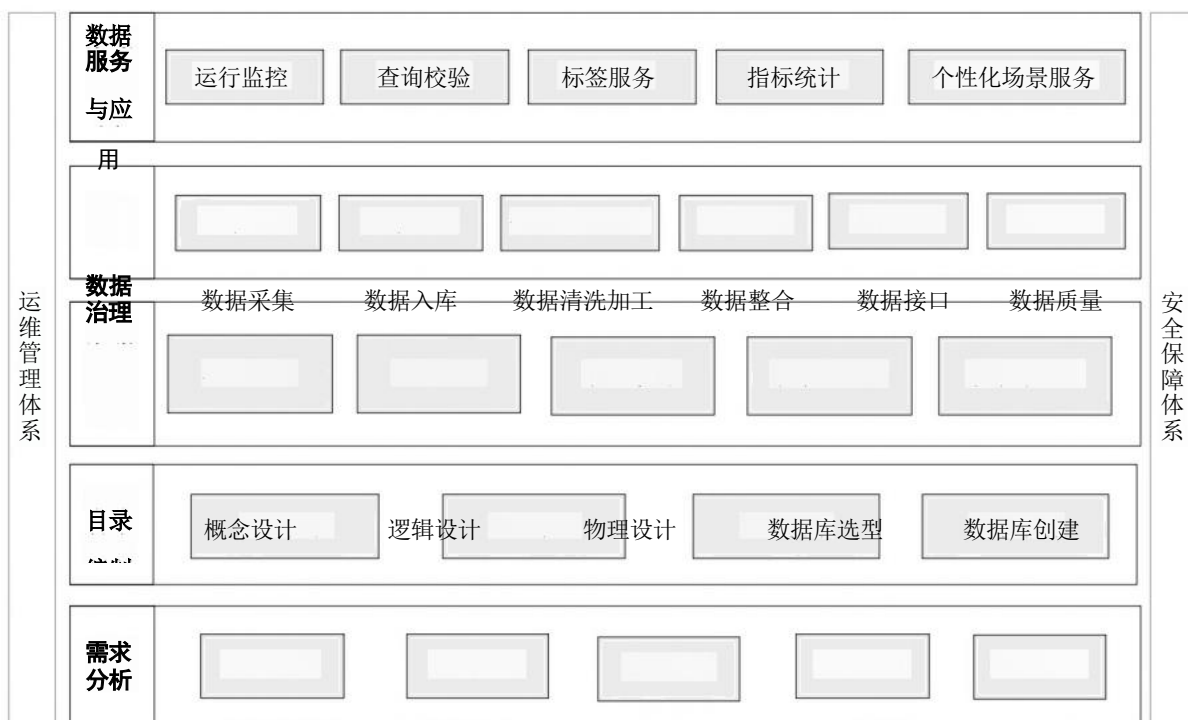 数据
服务
与应
用
运行监控 查询校验 标签服务 指标统计 个性化场景服务
数据
治理
数据采集 数据入库 数据清洗加工 数据整合 数据接口 数据质量
运维管理体系
安全保障体系
目录
概念设计 逻辑设计 物理设计 数据库选型 数据库创建
需求
分析